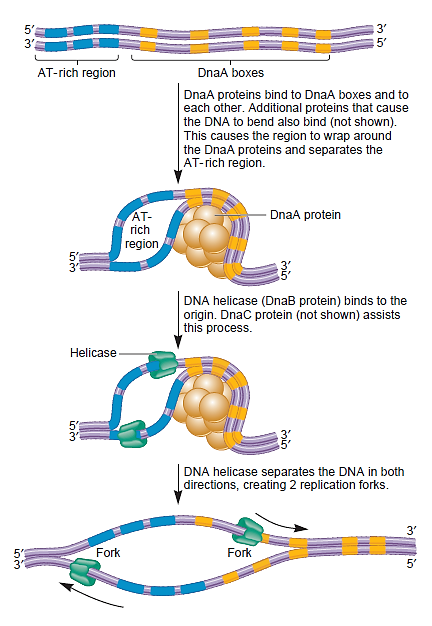 5′ 3′
3′ 5′
AT-rich region DnaA boxes
DnaA proteins bind to DnaA boxes and to
each other. Additional proteins that cause
the DNA to bend also bind (not shown).
This causes the region to wrap around
the DnaA proteins and separates the
AT-rich region.
AT-
rich
region
DnaA protein
5′
3′
3′
5′
DNA helicase (DnaB protein) binds to the
origin. DnaC protein (not shown) assists
this process.
Helicase
5′
3′
3′
5′
DNA helicase separates the DNA in both
directions, creating 2 replication forks.
3′
5′ Fork Fork
3′ 5′